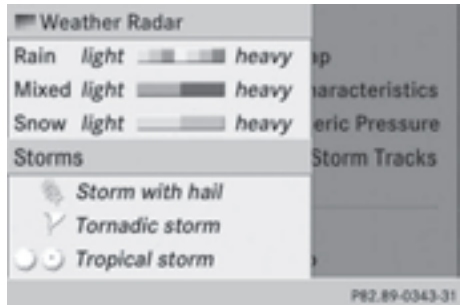 Weather Radar
Rain light heavy
Mixed light heavy
Snow light heavy
Storms
Storm with hail
Tornadic storm
Tropical storm
ap
aracteristics
eric Pressure
Storm Tracks
P82.89-0343-31